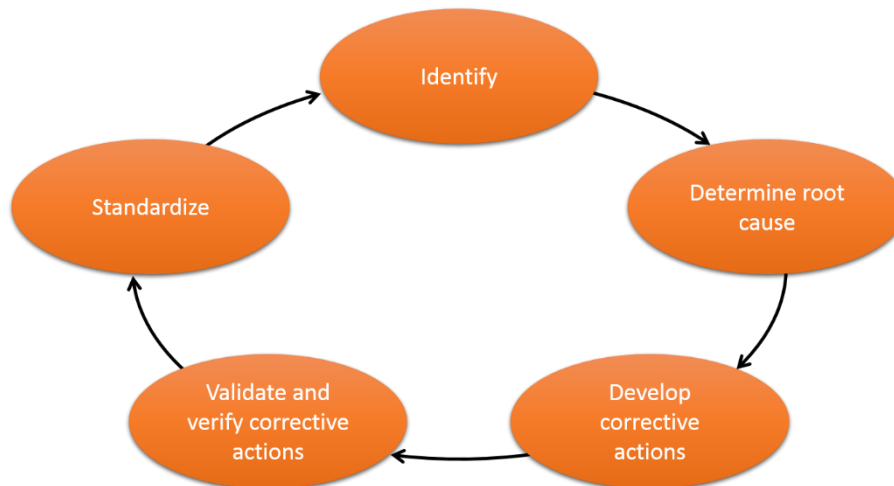 Identify
Determine root
cause
Develop
corrective
actions
Validate and
verify corrective
actions
Standardize